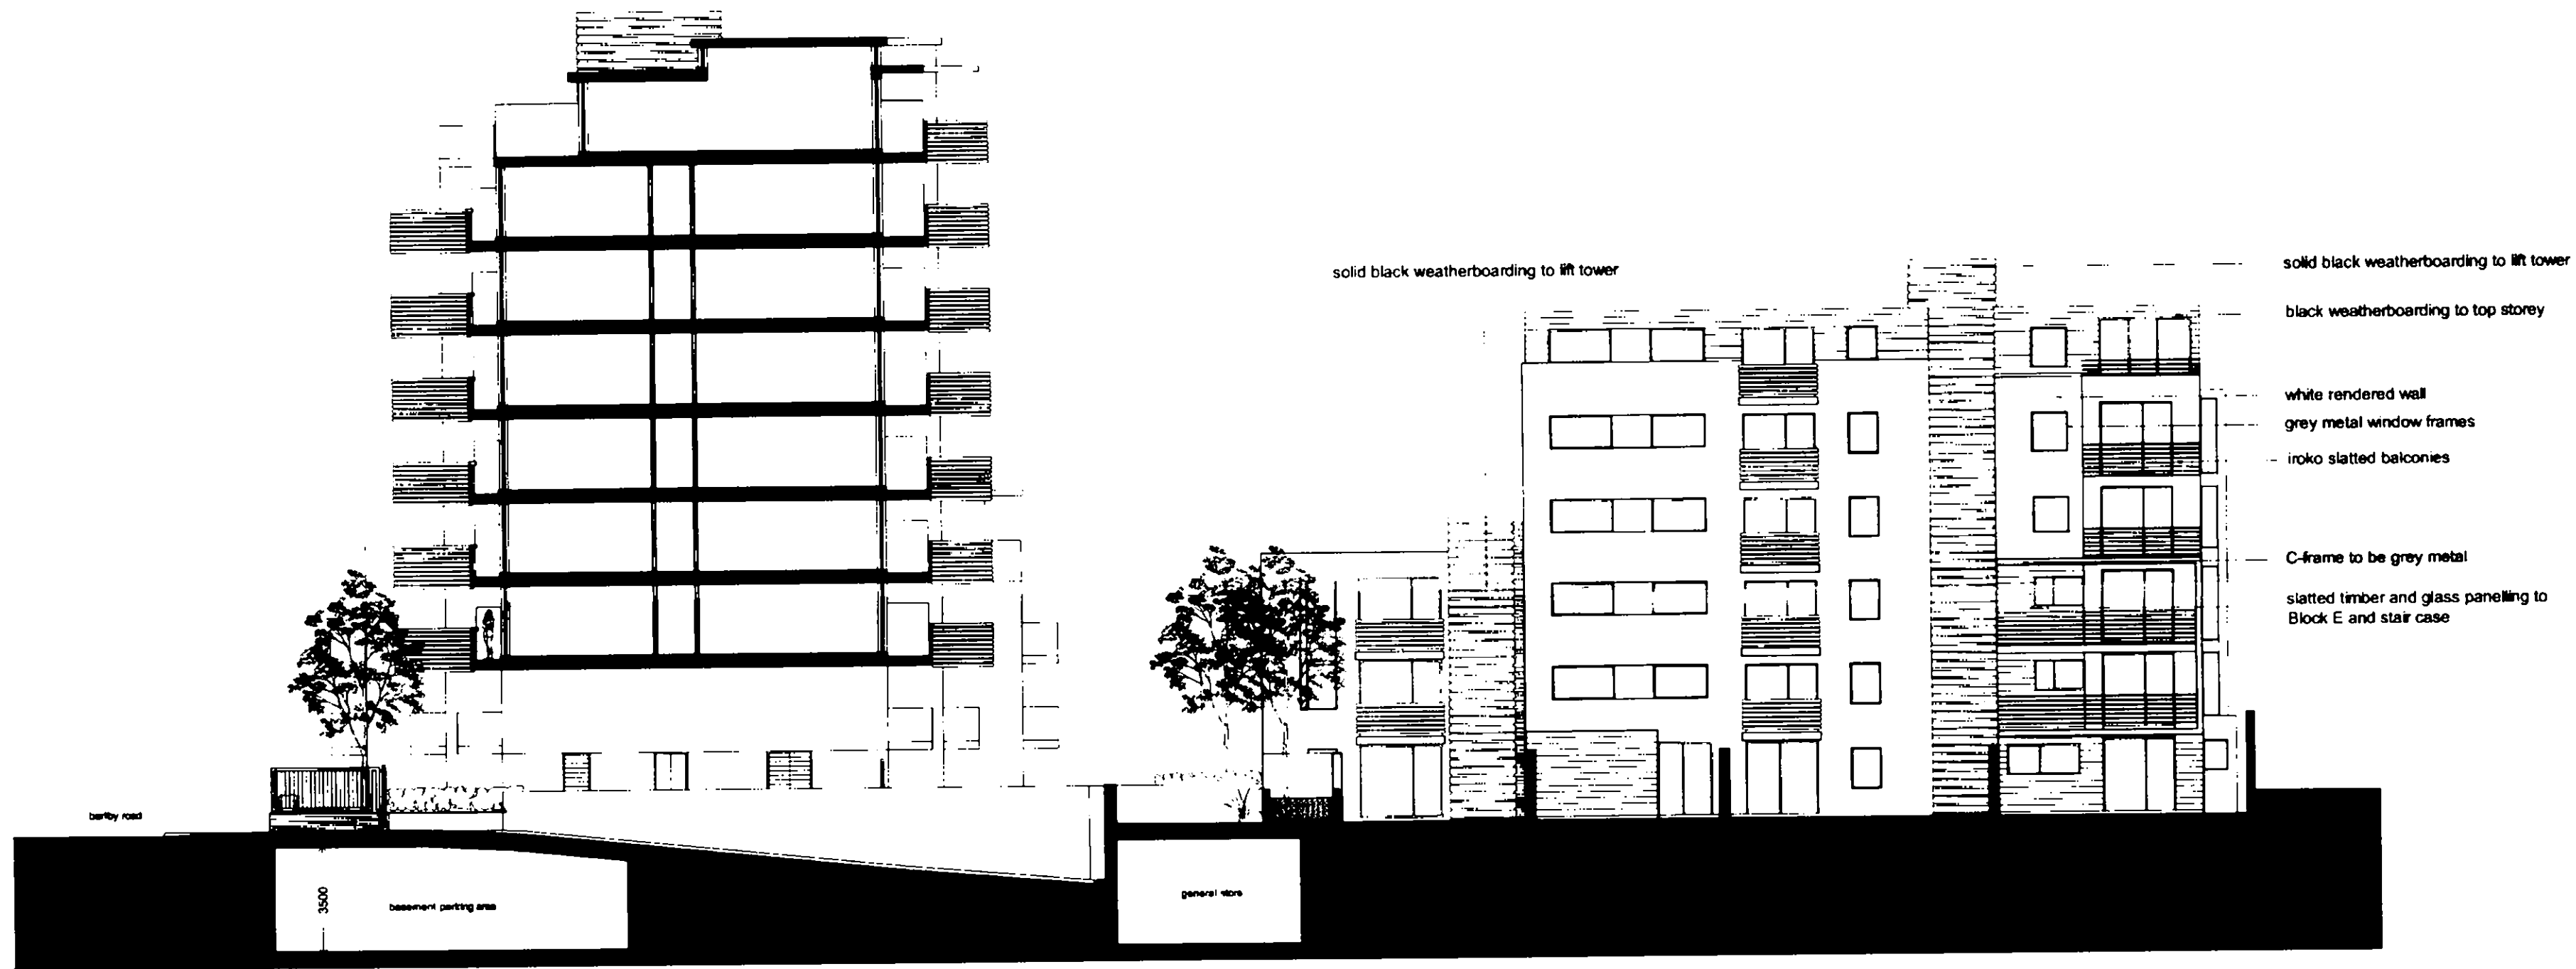 solid black weatherboarding to lift tower
solid black weatherboarding to lift tower
black weatherboarding to top storey
white rendered wall
grey metal window frames
iroko slatted balconies
C-frame to be grey metal
slatted timber and glass panelling to
Block E and stair case
barlby road
3500
basement parking area
general store